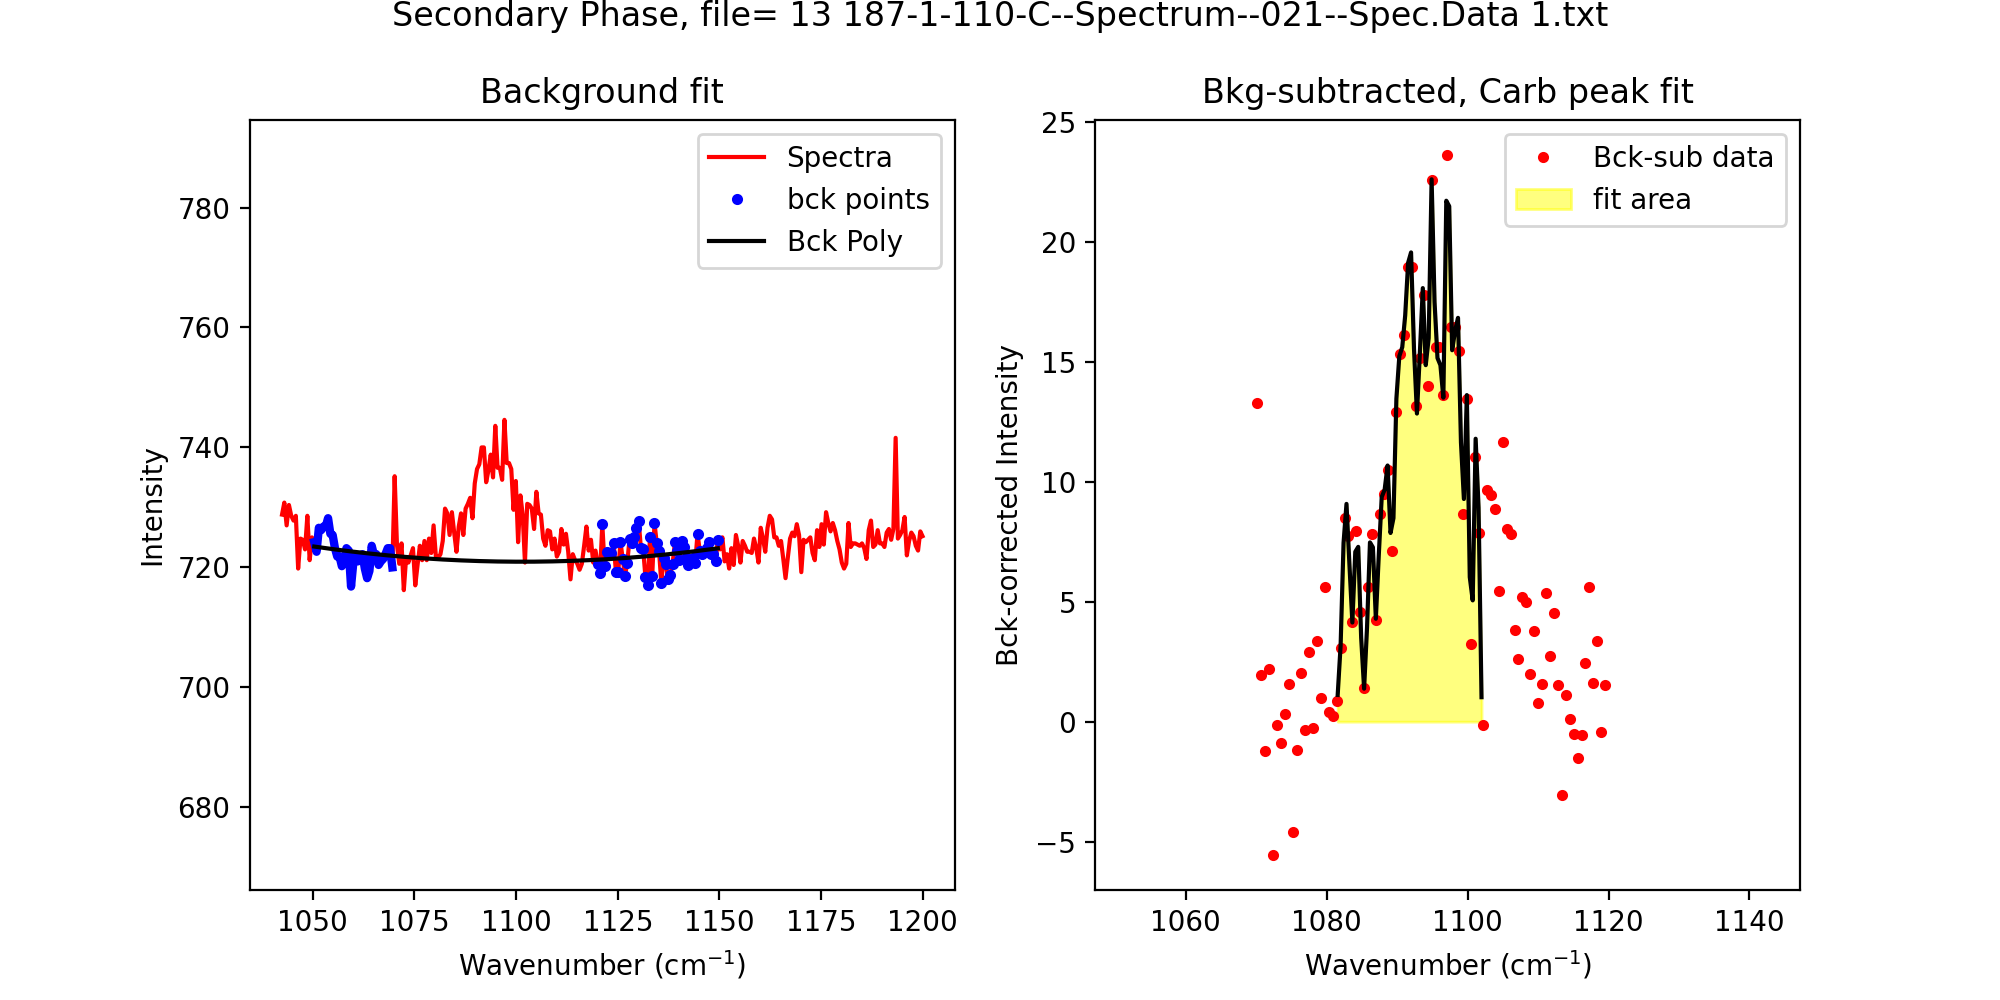 Secondary Phase, file= 13 187-1-110-C--Spectrum--021--Spec.Data 1.txt
Background fit
Intensity
780
760
740
720
700
680
Spectra
bck points
Bck Poly
1050 1075 1100 1125 1150 1175 1200
Wavenumber (cm⁻¹)
Bkg-subtracted, Carb peak fit
Bck-corrected Intensity
25
20
15
10
5
0
−5
Bck-sub data
fit area
1060 1080 1100 1120 1140
Wavenumber (cm⁻¹)